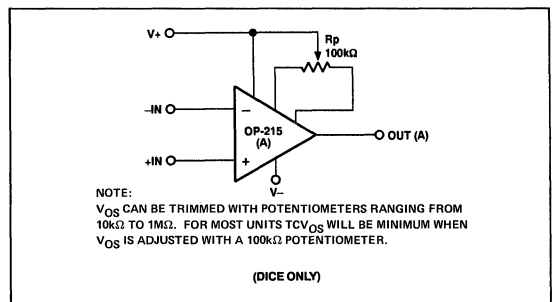 V+
Rp
100kΩ
–IN
–
OP-215
(A)
OUT (A)
+IN
+
V–
NOTE:
VOS CAN BE TRIMMED WITH POTENTIOMETERS RANGING FROM
10kΩ TO 1MΩ. FOR MOST UNITS TCVOS WILL BE MINIMUM WHEN
VOS IS ADJUSTED WITH A 100kΩ POTENTIOMETER.
(DICE ONLY)